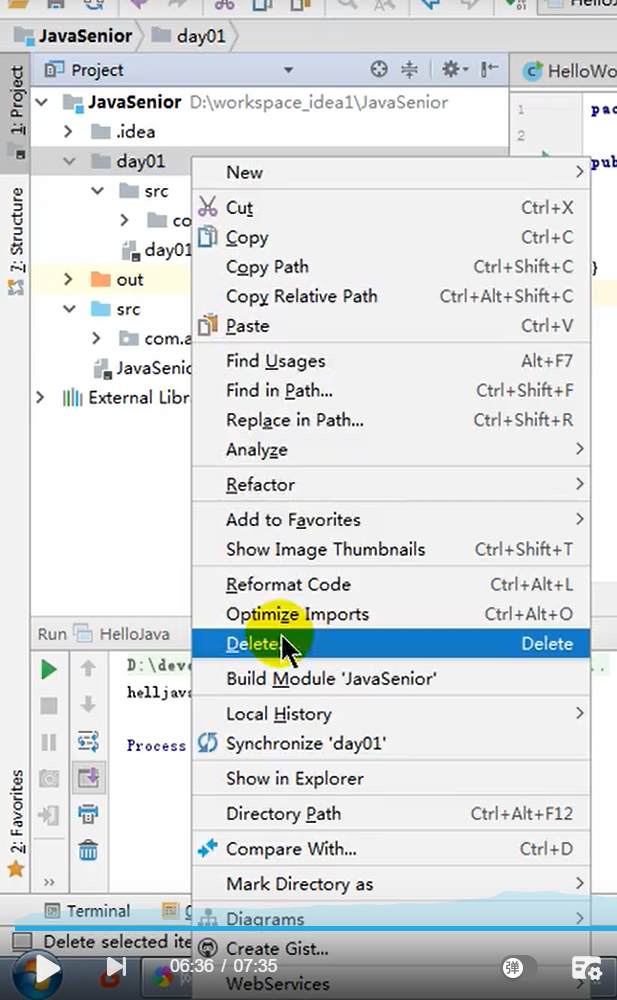 HelloJ
JavaSenior
day01
1: Project
Project
HelloWo
JavaSenior D:\workspace_idea1\JavaSenior
1
pac
.idea
2
day01
pub
src
co
day01
}
out
src
com.a
JavaSenio
External Libr
7: Structure
2: Favorites
New
Cut Ctrl+X
Copy Ctrl+C
Copy Path Ctrl+Shift+C
Copy Relative Path Ctrl+Alt+Shift+C
Paste Ctrl+V
Find Usages Alt+F7
Find in Path... Ctrl+Shift+F
Replace in Path... Ctrl+Shift+R
Analyze
Refactor
Add to Favorites
Show Image Thumbnails Ctrl+Shift+T
Reformat Code Ctrl+Alt+L
Optimize Imports Ctrl+Alt+O
Delete... Delete
Build Module 'JavaSenior'
Local History
Synchronize 'day01'
Show in Explorer
Directory Path Ctrl+Alt+F12
Compare With... Ctrl+D
Mark Directory as
Diagrams
Create Gist...
WebServices
Run HelloJava
D:\deve
helljava
Process
Terminal
Delete selected ite
06:36 / 07:35
弹